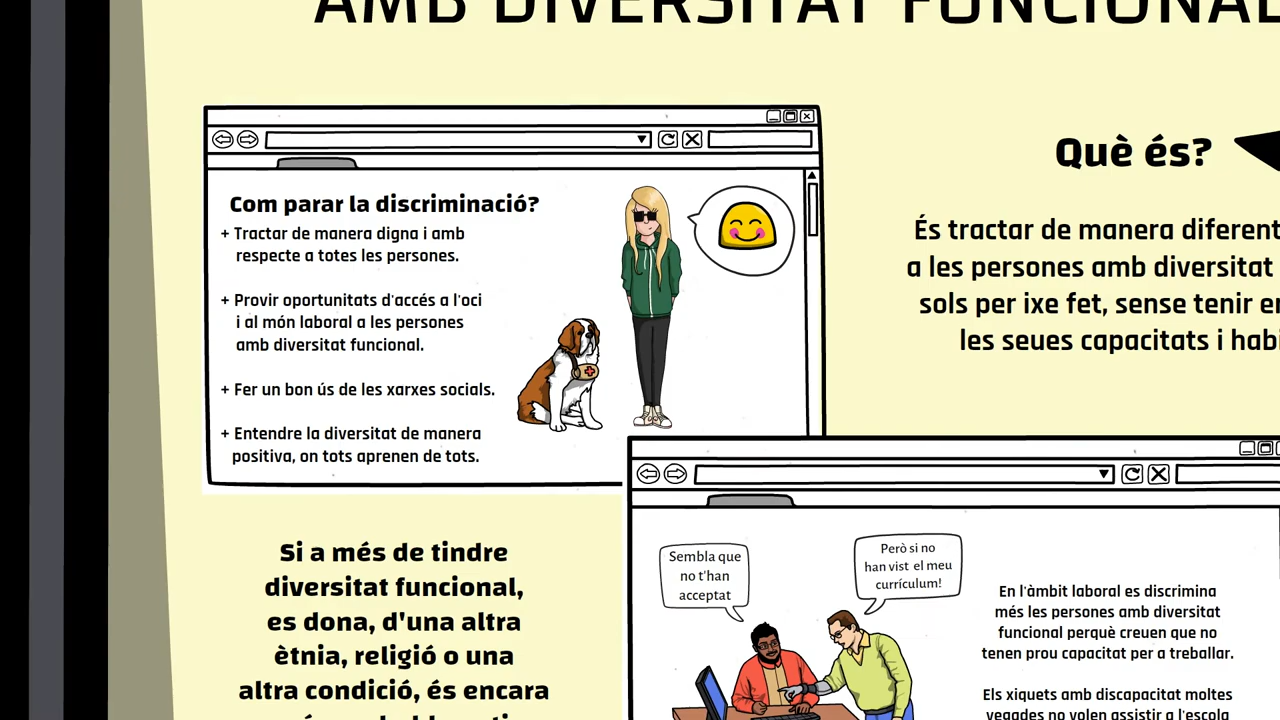 AMB DIVERSITAT FUNCIONAL
Com parar la discriminació?
+ Tractar de manera digna i amb
respecte a totes les persones.
+ Provir oportunitats d'accés a l'oci
i al món laboral a les persones
amb diversitat funcional.
+ Fer un bon ús de les xarxes socials.
+ Entendre la diversitat de manera
positiva, on tots aprenen de tots.
Què és?
És tractar de manera diferent
a les persones amb diversitat
sols per ixe fet, sense tenir
les seues capacitats i
Si a més de tindre
diversitat funcional,
es dona, d'una altra
ètnia, religió o una
altra condició, és encara
Sembla que
no t'han
acceptat
Però si no
han vist el meu
currículum!
En l'àmbit laboral es discrimina
més les persones amb diversitat
funcional perquè creuen que no
tenen prou capacitat per a treballar.
Els xiquets amb discapacitat moltes
vegades no volen assistir a l'escola